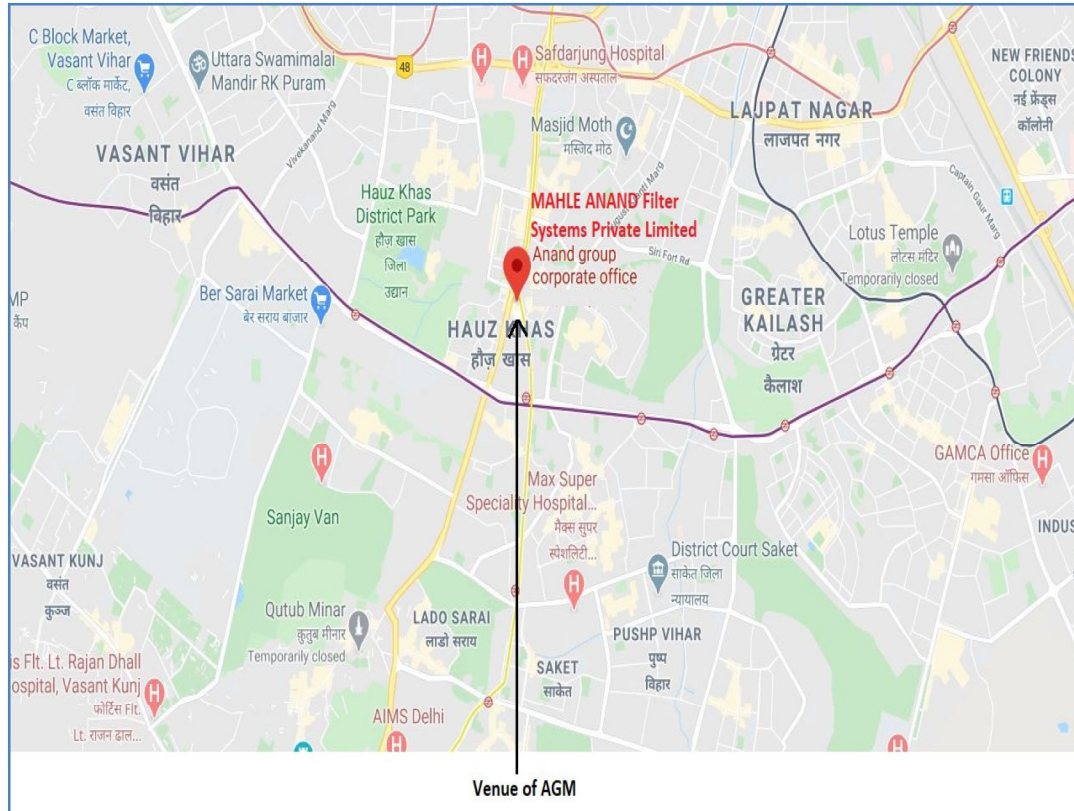 C Block Market,
Vasant Vihar
C ब्लॉक मार्केट,
वसंत विहार
Uttara Swamimalai
Mandir RK Puram
48
Safdarjung Hospital
सफदरजंग अस्पताल
NEW FRIENDS
COLONY
नई फ्रेंड्स
कॉलोनी
LAJPAT NAGAR
लाजपत नगर
Masjid Moth
मस्जिद मोठ
Vivekanand Marg
VASANT VIHAR
वसंत
विहार
Hauz Khas
District Park
हौज़ खास
जिला
उद्यान
MAHLE ANAND Filter
Systems Private Limited
Anand group
corporate office
Siri Fort Rd
Captain Gaur Marg
Lotus Temple
लोटस मंदिर
Temporarily closed
Ber Sarai Market
बेर सराय बाज़ार
MP
कैंप
GREATER
KAILASH
ग्रेटर
कैलाश
HAUZ KHAS
हौज़ खास
H
H
H
GAMCA Office
गमसा ऑफिस
H
Max Super
Speciality Hospital...
मैक्स सुपर
स्पेशलिटी...
H
Sanjay Van
INDUS
District Court Saket
साकेत जिला
न्यायालय
VASANT KUNJ
वसंत
कुञ्ज
Qutub Minar
क़ुतुब मीनार
Temporarily closed
LADO SARAI
लाडो सराय
PUSHP VIHAR
पुष्प
विहार
SAKET
साकेत
is Flt. Lt. Rajan Dhall
ospital, Vasant Kunj
फोर्टिस Flt.
Lt. राजन ढाल...
H
AIMS Delhi
H
H
Venue of AGM